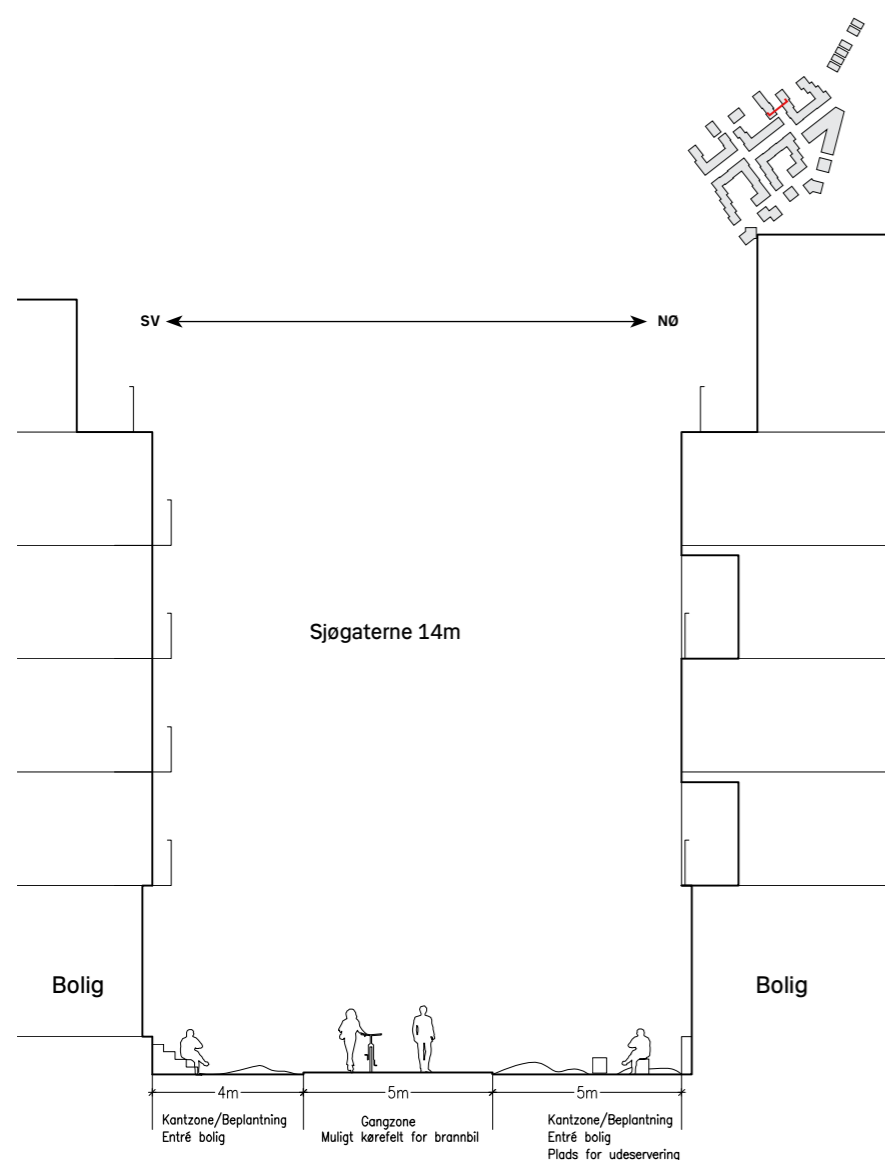 SV NØ
Sjøgaterne 14m
Bolig Bolig
4m 5m 5m
Kantzone/Beplantning
Entré bolig
Gangzone
Muligt kørefelt for brannbil
Kantzone/Beplantning
Entré bolig
Plads for udeservering